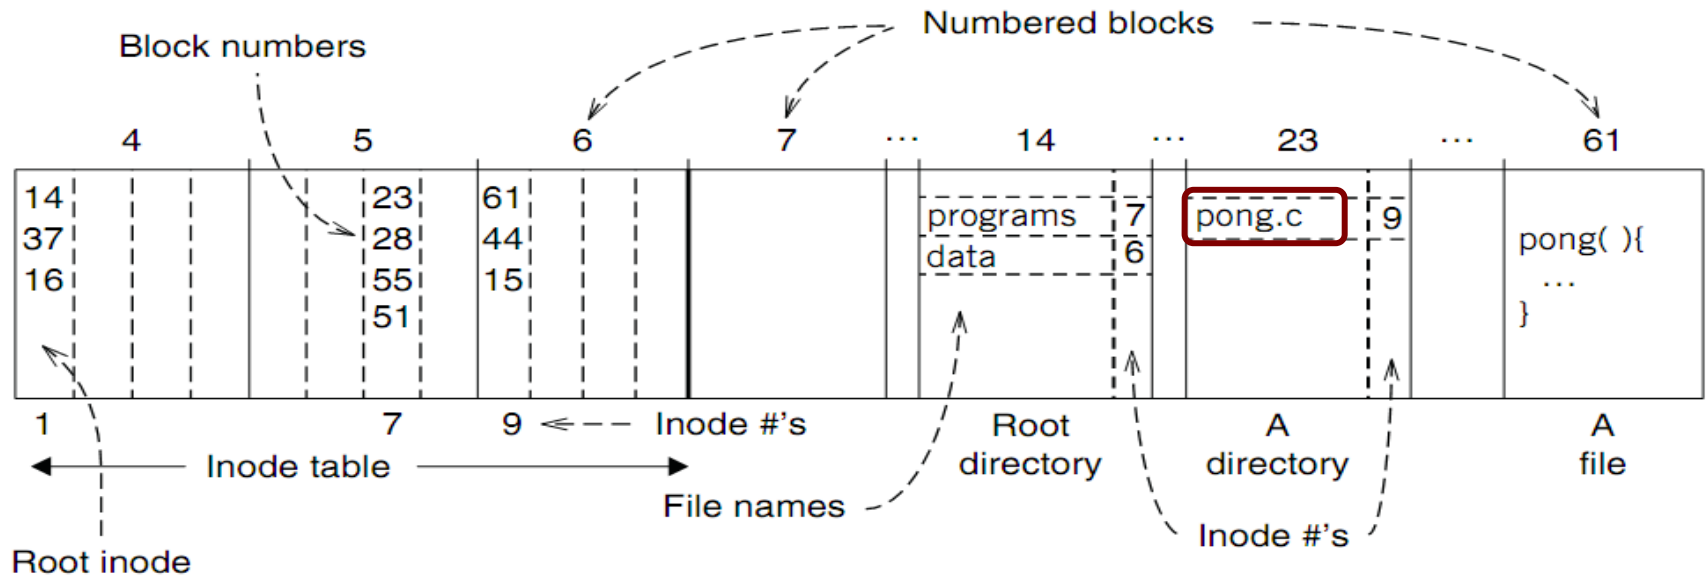 Numbered blocks
Block numbers
4 5 6 7 ... 14 ... 23 ... 61
14 23 61
37 28 44
16 55 15
51
programs 7
data 6
pong.c 9
pong( ){
...
}
1 7 9 Inode #'s
Root
directory
A
directory
A
file
Inode table
File names
Inode #'s
Root inode